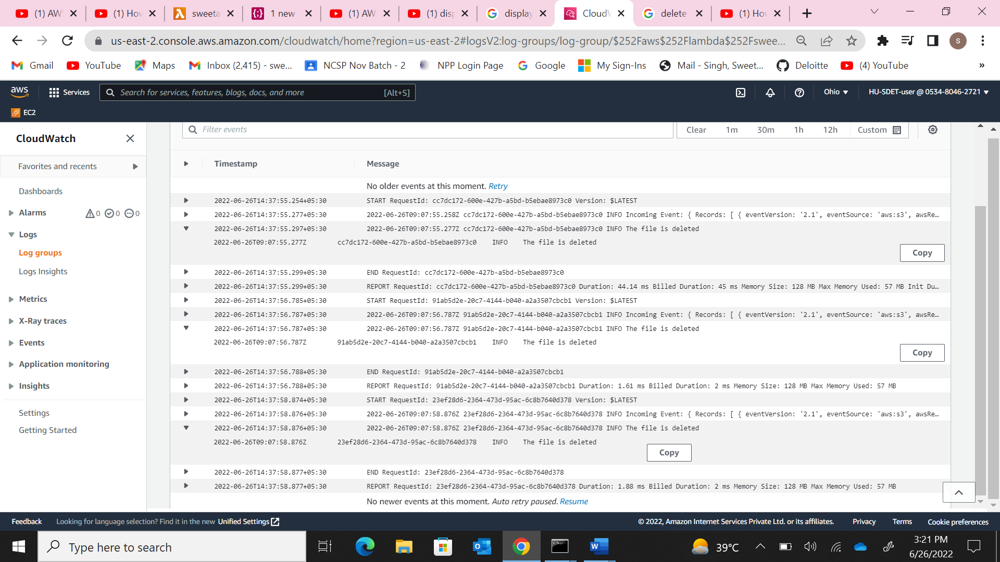 (1) AW
(1) Hov
sweeta
1 new
(1) AW
(1) disp
display
CloudW
delete
(1) Hov
us-east-2.console.aws.amazon.com/cloudwatch/home?region=us-east-2#logsV2:log-groups/log-group/$252Faws$252Flambda$252Fswee...
S
Gmail
YouTube
Maps
Inbox (2,415) - swe...
NCSP Nov Batch - 2
NPP Login Page
Google
My Sign-Ins
Mail - Singh, Sweet...
Deloitte
(4) YouTube
»
aws
Services
Search for services, features, blogs, docs, and more
[Alt+S]
Ohio
HU-SDET-user @ 0534-8046-2721
EC2
CloudWatch
Favorites and recents
Dashboards
Alarms
0
0
0
Logs
Log groups
Logs Insights
Metrics
X-Ray traces
Events
Application monitoring
Insights
Settings
Getting Started
Filter events
Clear
1m
30m
1h
12h
Custom
Timestamp Message
No older events at this moment. Retry
2022-06-26T14:37:55.254+05:30 START RequestId: cc7dc172-600e-427b-a5bd-b5ebae8973c0 Version: $LATEST
2022-06-26T14:37:55.277+05:30 2022-06-26T09:07:55.258Z cc7dc172-600e-427b-a5bd-b5ebae8973c0 INFO Incoming Event: { Records: [ { eventVersion: '2.1', eventSource: 'aws:s3', awsRe...
2022-06-26T14:37:55.297+05:30 2022-06-26T09:07:55.277Z cc7dc172-600e-427b-a5bd-b5ebae8973c0 INFO The file is deleted
2022-06-26T09:07:55.277Z cc7dc172-600e-427b-a5bd-b5ebae8973c0 INFO The file is deleted
Copy
2022-06-26T14:37:55.299+05:30 END RequestId: cc7dc172-600e-427b-a5bd-b5ebae8973c0
2022-06-26T14:37:55.299+05:30 REPORT RequestId: cc7dc172-600e-427b-a5bd-b5ebae8973c0 Duration: 44.14 ms Billed Duration: 45 ms Memory Size: 128 MB Max Memory Used: 57 MB Init Du...
2022-06-26T14:37:56.785+05:30 START RequestId: 91ab5d2e-20c7-4144-b040-a2a3507cbcb1 Version: $LATEST
2022-06-26T14:37:56.787+05:30 2022-06-26T09:07:56.787Z 91ab5d2e-20c7-4144-b040-a2a3507cbcb1 INFO Incoming Event: { Records: [ { eventVersion: '2.1', eventSource: 'aws:s3', awsRe...
2022-06-26T14:37:56.787+05:30 2022-06-26T09:07:56.787Z 91ab5d2e-20c7-4144-b040-a2a3507cbcb1 INFO The file is deleted
2022-06-26T09:07:56.787Z 91ab5d2e-20c7-4144-b040-a2a3507cbcb1 INFO The file is deleted
Copy
2022-06-26T14:37:56.788+05:30 END RequestId: 91ab5d2e-20c7-4144-b040-a2a3507cbcb1
2022-06-26T14:37:56.788+05:30 REPORT RequestId: 91ab5d2e-20c7-4144-b040-a2a3507cbcb1 Duration: 1.61 ms Billed Duration: 2 ms Memory Size: 128 MB Max Memory Used: 57 MB
2022-06-26T14:37:58.874+05:30 START RequestId: 23ef28d6-2364-473d-95ac-6c8b7640d378 Version: $LATEST
2022-06-26T14:37:58.876+05:30 2022-06-26T09:07:58.876Z 23ef28d6-2364-473d-95ac-6c8b7640d378 INFO Incoming Event: { Records: [ { eventVersion: '2.1', eventSource: 'aws:s3', awsRe...
2022-06-26T14:37:58.876+05:30 2022-06-26T09:07:58.876Z 23ef28d6-2364-473d-95ac-6c8b7640d378 INFO The file is deleted
2022-06-26T09:07:58.876Z 23ef28d6-2364-473d-95ac-6c8b7640d378 INFO The file is deleted
Copy
2022-06-26T14:37:58.877+05:30 END RequestId: 23ef28d6-2364-473d-95ac-6c8b7640d378
2022-06-26T14:37:58.877+05:30 REPORT RequestId: 23ef28d6-2364-473d-95ac-6c8b7640d378 Duration: 1.88 ms Billed Duration: 2 ms Memory Size: 128 MB Max Memory Used: 57 MB
No newer events at this moment. Auto retry paused. Resume
Feedback
Looking for language selection? Find it in the new Unified Settings
© 2022, Amazon Internet Services Private Ltd. or its affiliates.
Privacy
Terms
Cookie preferences
Type here to search
39°C
3:21 PM
6/26/2022